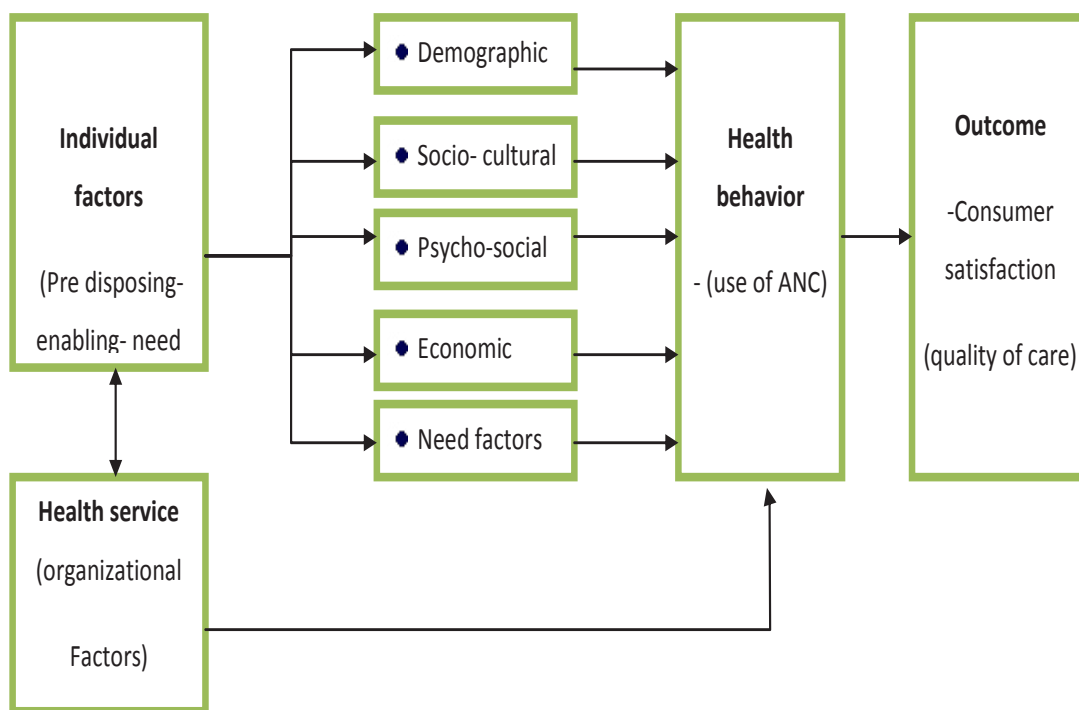 Individual
factors
(Pre disposing-
enabling- need
Health service
(organizational
Factors)
● Demographic
● Socio- cultural
● Psycho-social
● Economic
● Need factors
Health
behavior
- (use of ANC)
Outcome
-Consumer
satisfaction
(quality of care)